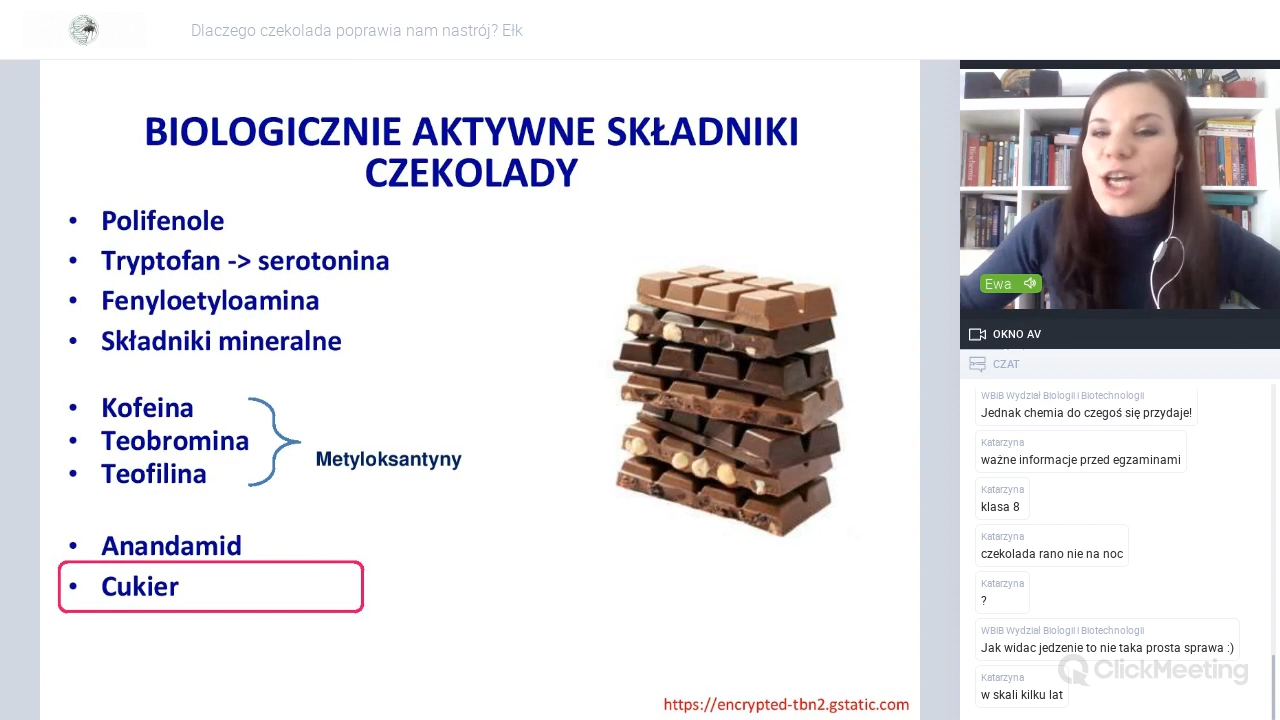 Dlaczego czekolada poprawia nam nastrój? Ełk
BIOLOGICZNIE AKTYWNE SKŁADNIKI
CZEKOLADY
• Polifenole
• Tryptofan -> serotonina
• Fenyloetyloamina
• Składniki mineralne
• Kofeina
• Teobromina
• Teofilina
Metyloksantyny
• Anandamid
• Cukier
https://encrypted-tbn2.gstatic.com
Biochemia
Ewa
OKNO AV
CZAT
WBiB Wydział Biologii i Biotechnologii
Jednak chemia do czegoś się przydaje!
Katarzyna
ważne informacje przed egzaminami
Katarzyna
klasa 8
Katarzyna
czekolada rano nie na noc
Katarzyna
?
WBiB Wydział Biologii i Biotechnologii
Jak widac jedzenie to nie taka prosta sprawa :)
Katarzyna
w skali kilku lat
ClickMeeting